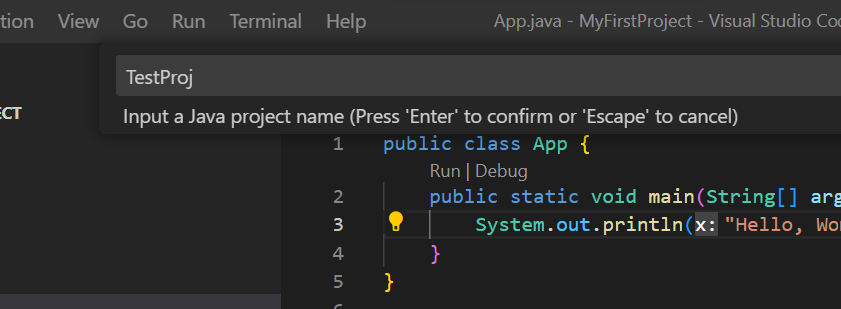 tion View Go Run Terminal Help App.java - MyFirstProject - Visual Studio Co
TestProj
Input a Java project name (Press 'Enter' to confirm or 'Escape' to cancel)
ECT
1 public class App {
Run | Debug
2 public static void main(String[] arg
3 System.out.println(x: "Hello, Wo
4 }
5 }